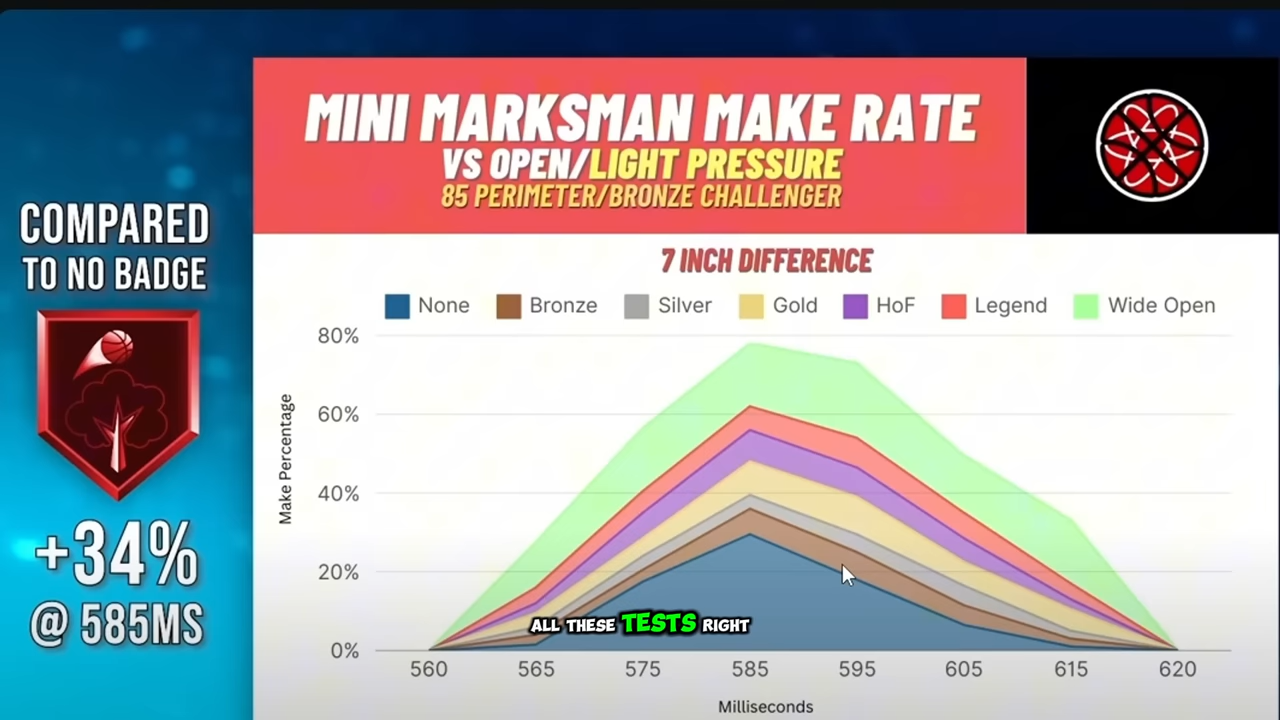 COMPARED
TO NO BADGE
+34%
@ 585MS
MINI MARKSMAN MAKE RATE
VS OPEN/LIGHT PRESSURE
85 PERIMETER/BRONZE CHALLENGER
7 INCH DIFFERENCE
None Bronze Silver Gold HoF Legend Wide Open
Make Percentage
80%
60%
40%
20%
0%
560 565 575 585 595 605 615 620
Milliseconds
ALL THESE TESTS RIGHT